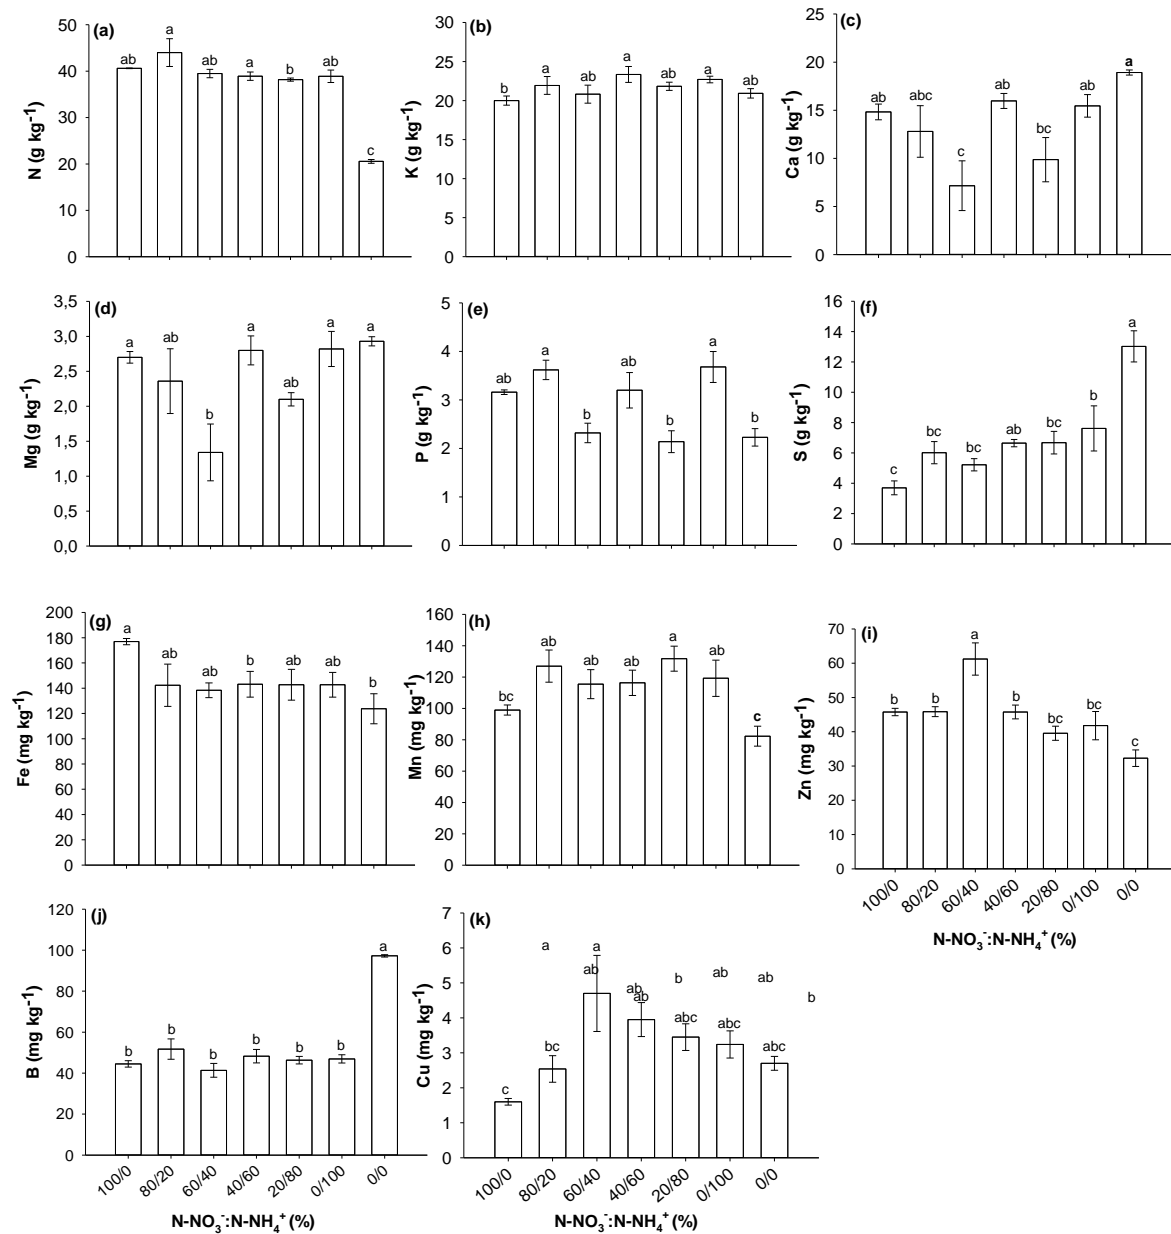 (a)
N (g kg⁻¹)
50
40
30
20
10
0
ab
a
ab
a
b
ab
c
(b)
K (g kg⁻¹)
30
25
20
15
10
5
0
b
a
ab
a
ab
a
ab
(c)
Ca (g kg⁻¹)
25
20
15
10
5
0
ab
abc
c
ab
bc
ab
a
(d)
Mg (g kg⁻¹)
3,5
3,0
2,5
2,0
1,5
1,0
0,5
0,0
a
ab
b
a
ab
a
a
(e)
P (g kg⁻¹)
5
4
3
2
1
0
ab
a
b
ab
b
a
b
(f)
S (g kg⁻¹)
16
14
12
10
8
6
4
2
0
c
bc
bc
ab
bc
b
a
(g)
Fe (mg kg⁻¹)
200
180
160
140
120
100
80
60
40
20
0
a
ab
ab
b
ab
ab
b
(h)
Mn (mg kg⁻¹)
160
140
120
100
80
60
40
20
0
bc
ab
ab
ab
a
ab
c
(i)
Zn (mg kg⁻¹)
70
60
50
40
30
20
10
0
b
b
a
b
bc
bc
c
100/0
80/20
60/40
40/60
20/80
0/100
0/0
N-NO₃⁻:N-NH₄⁺ (%)
(j)
B (mg kg⁻¹)
120
100
80
60
40
20
0
b
b
b
b
b
b
a
100/0
80/20
60/40
40/60
20/80
0/100
0/0
N-NO₃⁻:N-NH₄⁺ (%)
(k)
Cu (mg kg⁻¹)
7
6
5
4
3
2
1
0
a
a
ab
ab
ab
b
ab
ab
b
c
bc
abc
abc
abc
100/0
80/20
60/40
40/60
20/80
0/100
0/0
N-NO₃⁻:N-NH₄⁺ (%)